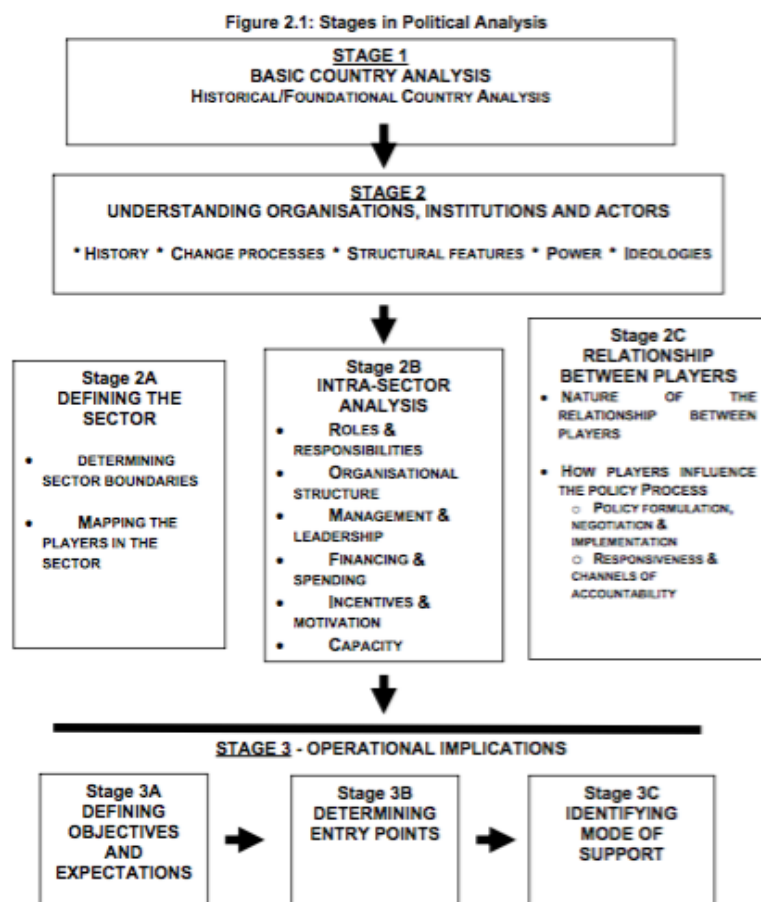 Figure 2.1: Stages in Political Analysis
STAGE 1
BASIC COUNTRY ANALYSIS
HISTORICAL/FOUNDATIONAL COUNTRY ANALYSIS
STAGE 2
UNDERSTANDING ORGANISATIONS, INSTITUTIONS AND ACTORS
* HISTORY * CHANGE PROCESSES * STRUCTURAL FEATURES * POWER * IDEOLOGIES
Stage 2A
DEFINING THE
SECTOR
• DETERMINING
SECTOR BOUNDARIES
• MAPPING THE
PLAYERS IN THE
SECTOR
Stage 2B
INTRA-SECTOR
ANALYSIS
• ROLES &
RESPONSIBILITIES
• ORGANISATIONAL
STRUCTURE
• MANAGEMENT &
LEADERSHIP
• FINANCING &
SPENDING
• INCENTIVES &
MOTIVATION
• CAPACITY
Stage 2C
RELATIONSHIP
BETWEEN PLAYERS
• NATURE OF THE
RELATIONSHIP BETWEEN
PLAYERS
• HOW PLAYERS INFLUENCE
THE POLICY PROCESS
○ POLICY FORMULATION,
NEGOTIATION &
IMPLEMENTATION
○ RESPONSIVENESS &
CHANNELS OF
ACCOUNTABILITY
STAGE 3 - OPERATIONAL IMPLICATIONS
Stage 3A
DEFINING
OBJECTIVES
AND
EXPECTATIONS
Stage 3B
DETERMINING
ENTRY POINTS
Stage 3C
IDENTIFYING
MODE OF
SUPPORT